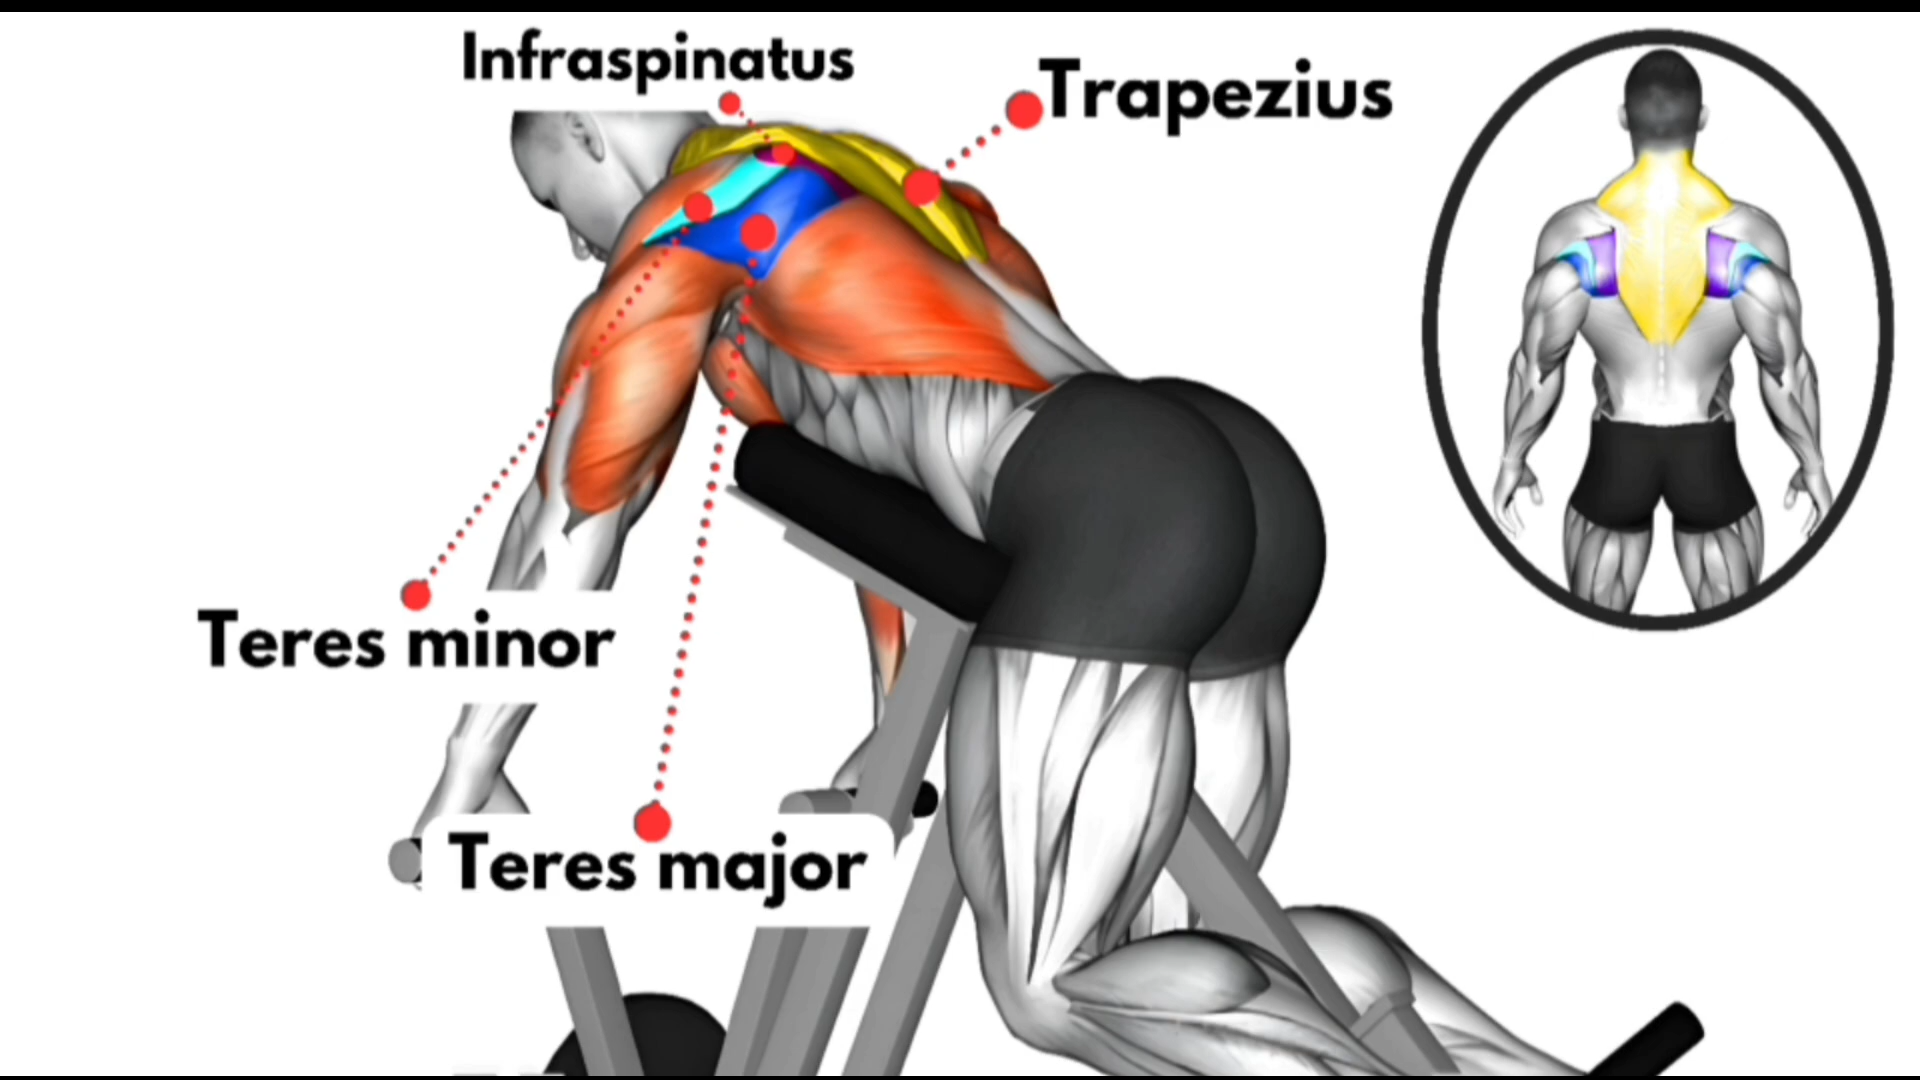 Infraspinatus
Trapezius
Teres minor
Teres major